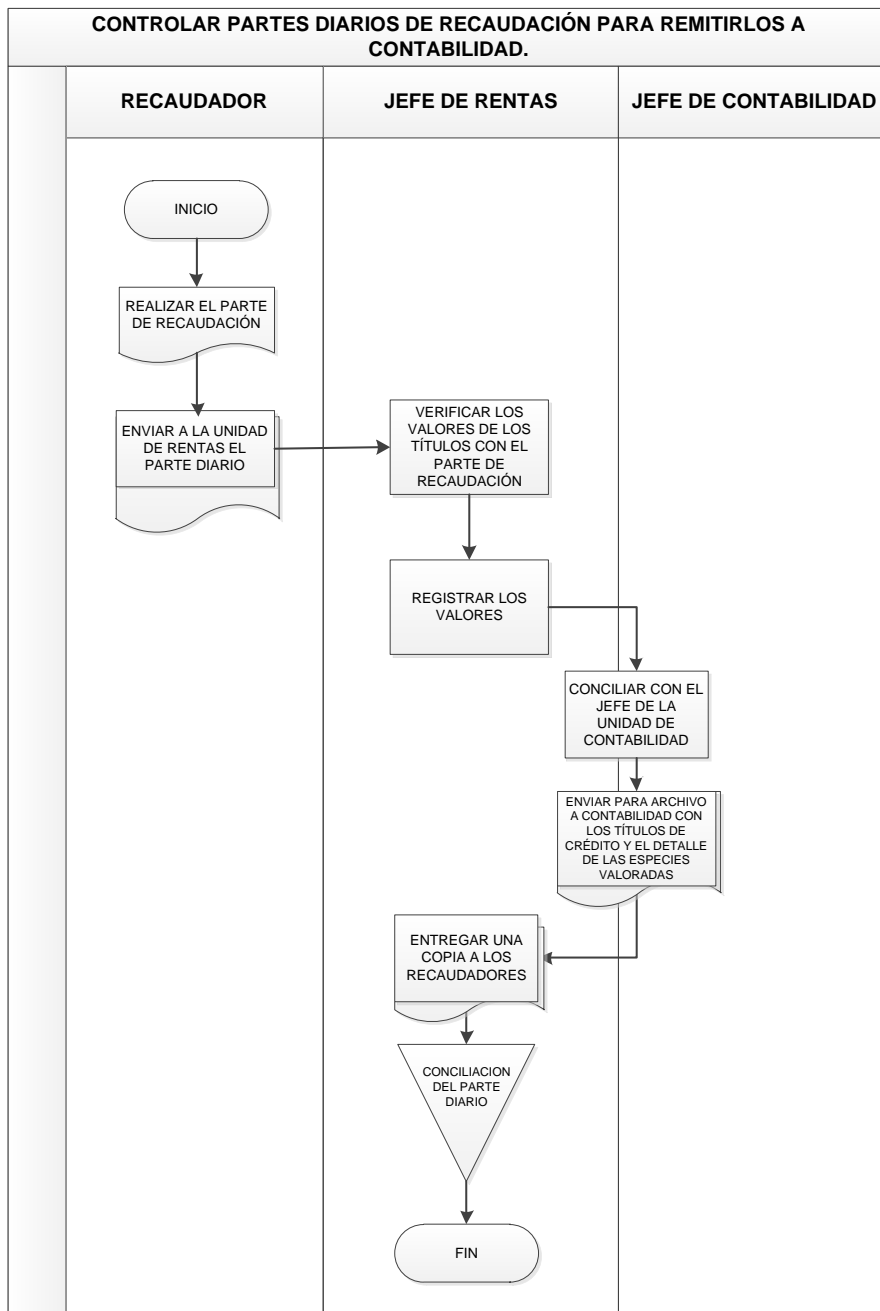 CONTROLAR PARTES DIARIOS DE RECAUDACIÓN PARA REMITIRLOS A
CONTABILIDAD.
RECAUDADOR
JEFE DE RENTAS
JEFE DE CONTABILIDAD
INICIO
REALIZAR EL PARTE
DE RECAUDACIÓN
ENVIAR A LA UNIDAD
DE RENTAS EL
PARTE DIARIO
VERIFICAR LOS
VALORES DE LOS
TÍTULOS CON EL
PARTE DE
RECAUDACIÓN
REGISTRAR LOS
VALORES
CONCILIAR CON EL
JEFE DE LA
UNIDAD DE
CONTABILIDAD
ENVIAR PARA ARCHIVO
A CONTABILIDAD CON
LOS TÍTULOS DE
CRÉDITO Y EL DETALLE
DE LAS ESPECIES
VALORADAS
ENTREGAR UNA
COPIA A LOS
RECAUDADORES
CONCILIACION
DEL PARTE
DIARIO
FIN